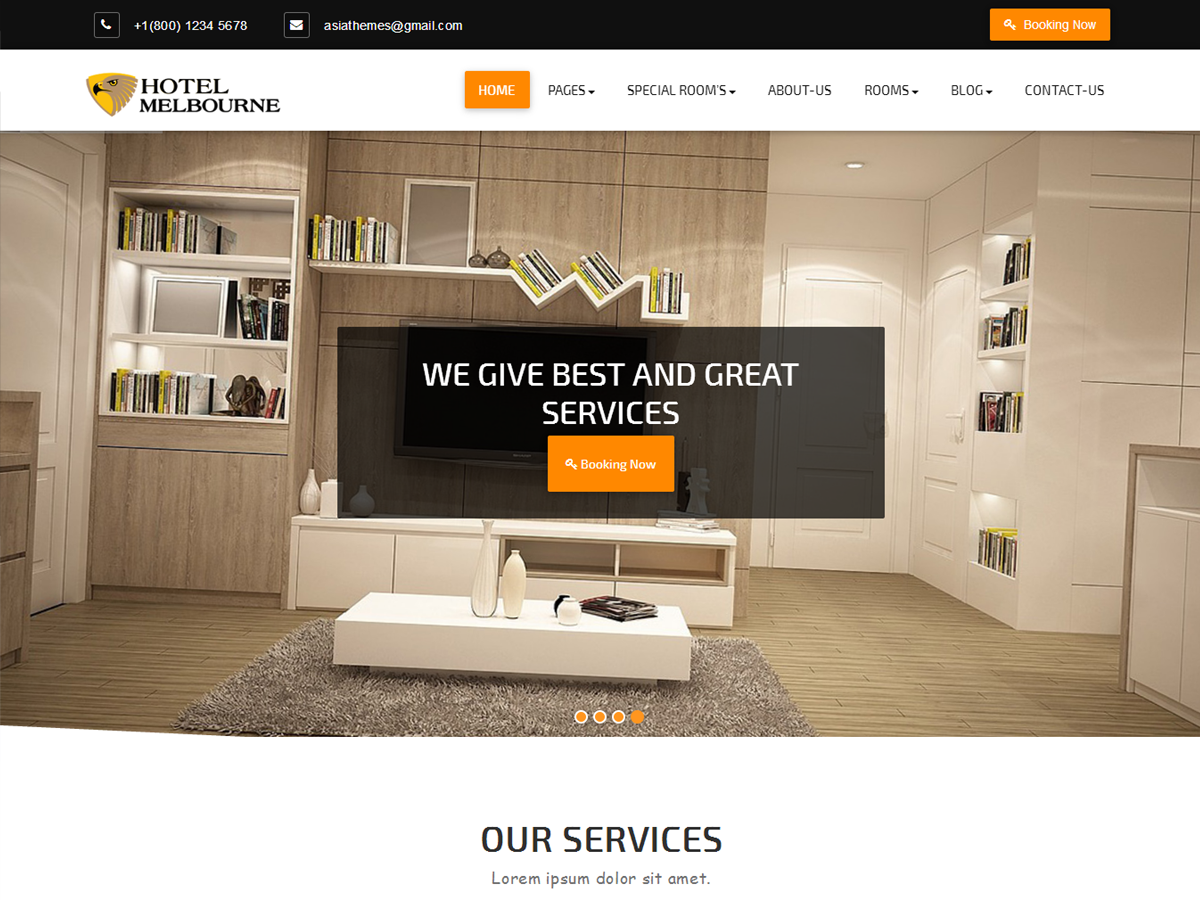 +1(800) 1234 5678
asiathemes@gmail.com
Booking Now
HOTEL
MELBOURNE
HOME
PAGES
SPECIAL ROOM'S
ABOUT-US
ROOMS
BLOG
CONTACT-US
WE GIVE BEST AND GREAT
SERVICES
Booking Now
OUR SERVICES
Lorem ipsum dolor sit amet.